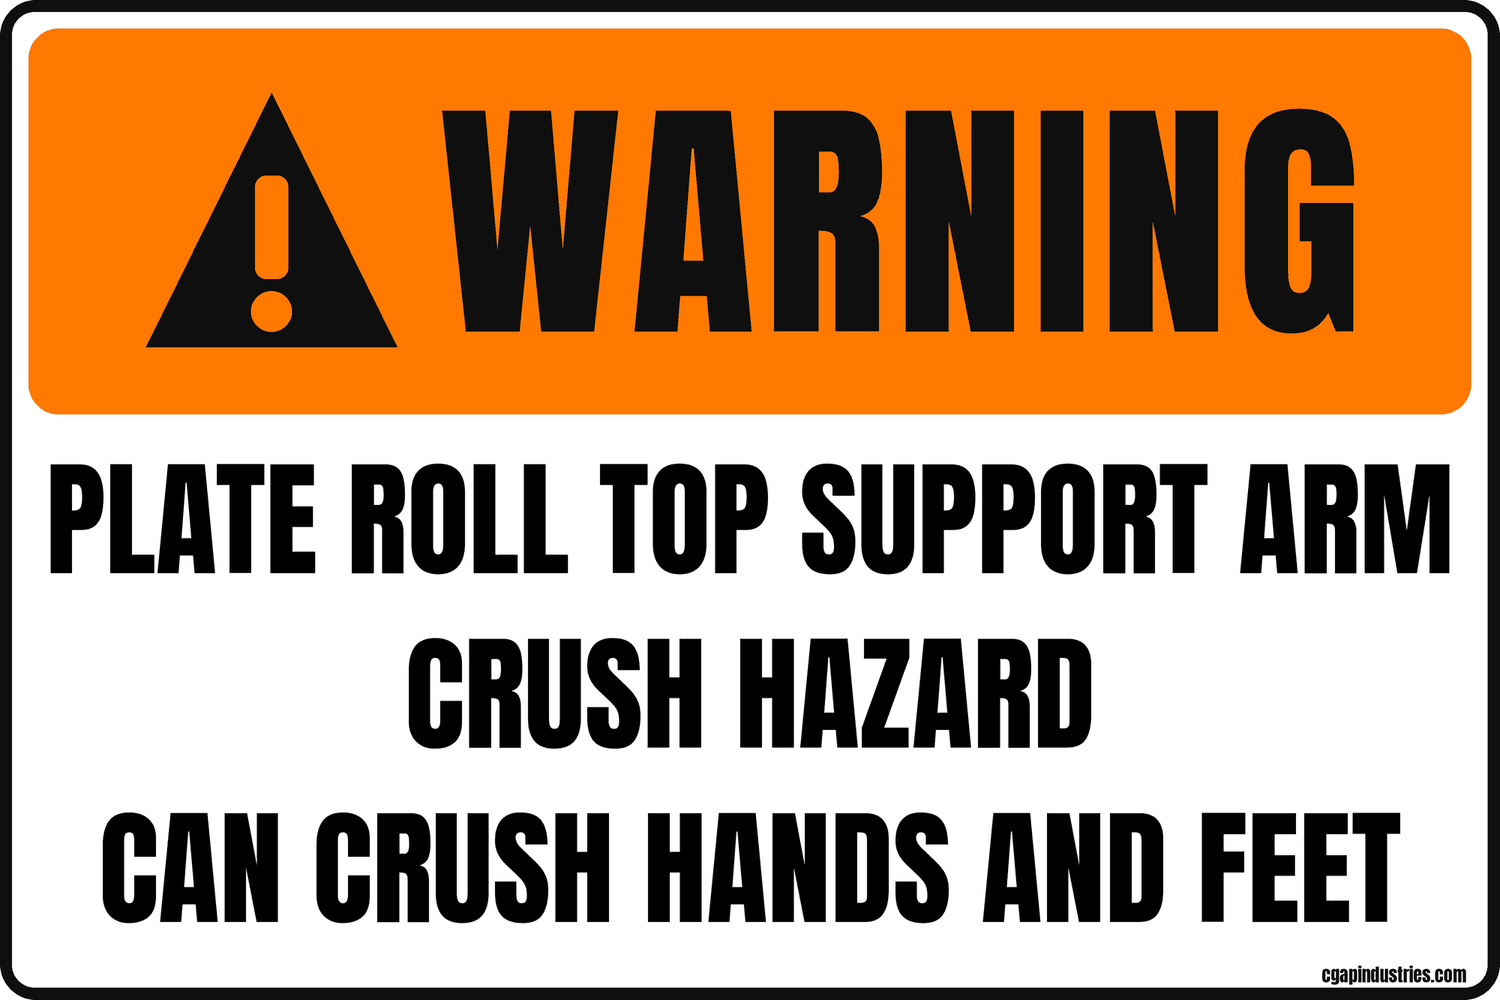 WARNING
PLATE ROLL TOP SUPPORT ARM
CRUSH HAZARD
CAN CRUSH HANDS AND FEET
cgapindustries.com